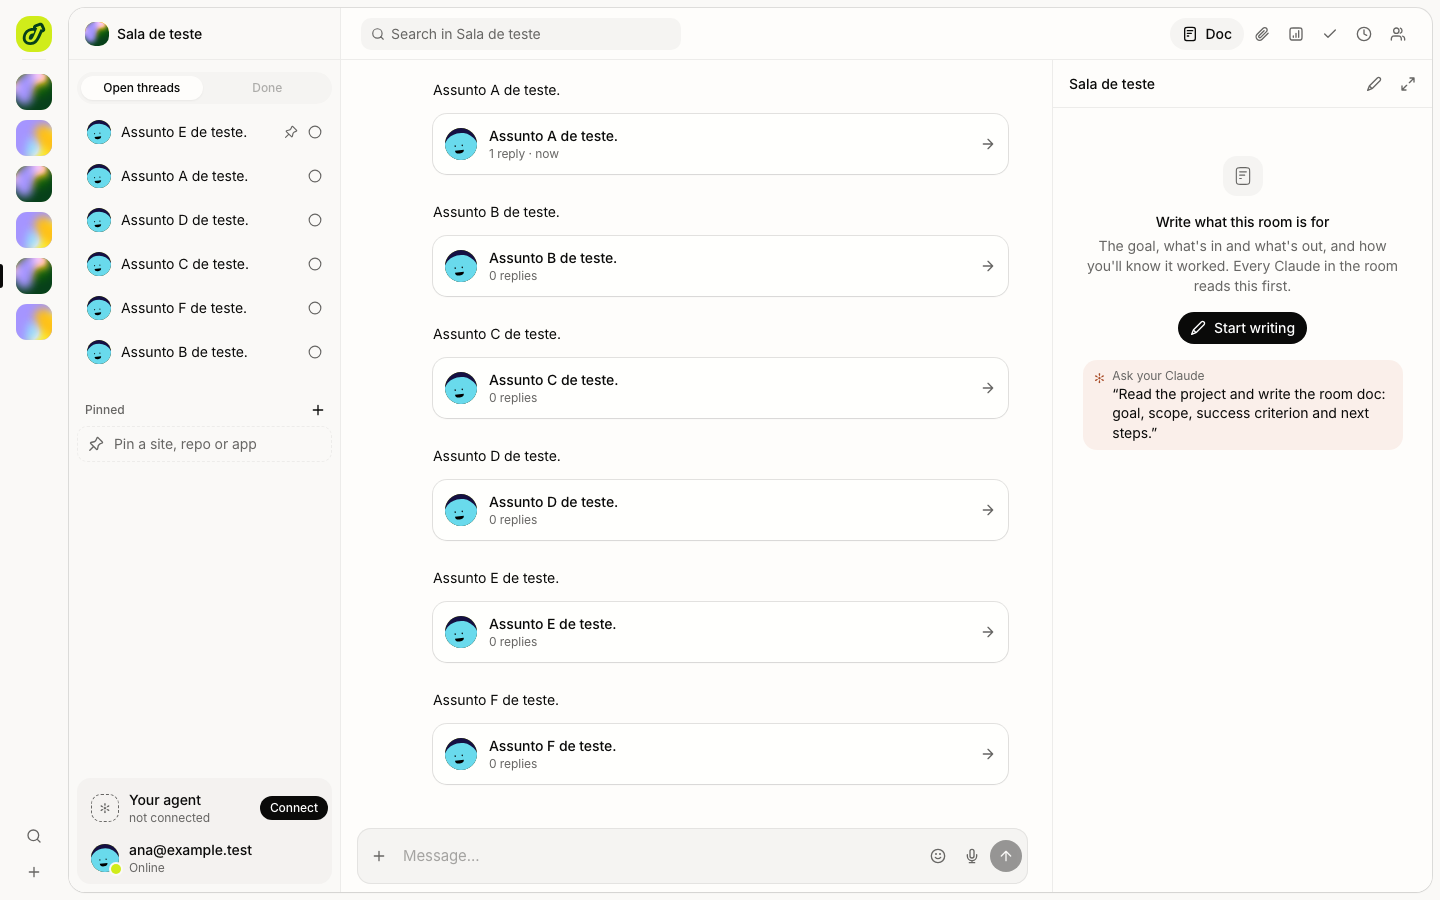 Sala de teste
Search in Sala de teste
Doc
Open threads
Done
Assunto E de teste.
Assunto A de teste.
Assunto D de teste.
Assunto C de teste.
Assunto F de teste.
Assunto B de teste.
Pinned
Pin a site, repo or app
Your agent
not connected
Connect
ana@example.test
Online
Assunto A de teste.
Assunto A de teste.
1 reply · now
Assunto B de teste.
Assunto B de teste.
0 replies
Assunto C de teste.
Assunto C de teste.
0 replies
Assunto D de teste.
Assunto D de teste.
0 replies
Assunto E de teste.
Assunto E de teste.
0 replies
Assunto F de teste.
Assunto F de teste.
0 replies
Message...
Sala de teste
Write what this room is for
The goal, what's in and what's out, and how
you'll know it worked. Every Claude in the room
reads this first.
Start writing
Ask your Claude
“Read the project and write the room doc:
goal, scope, success criterion and next
steps.”